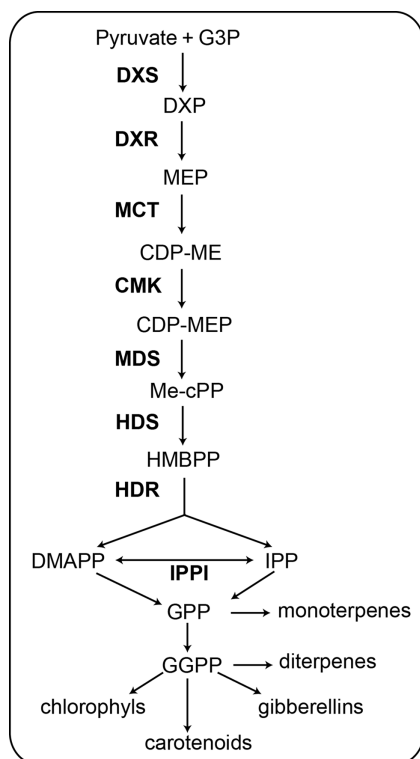 Pyruvate + G3P
DXS
DXP
DXR
MEP
MCT
CDP-ME
CMK
CDP-MEP
MDS
Me-cPP
HDS
HMBPP
HDR
DMAPP IPPI IPP
GPP monoterpenes
GGPP diterpenes
chlorophyls gibberellins
carotenoids